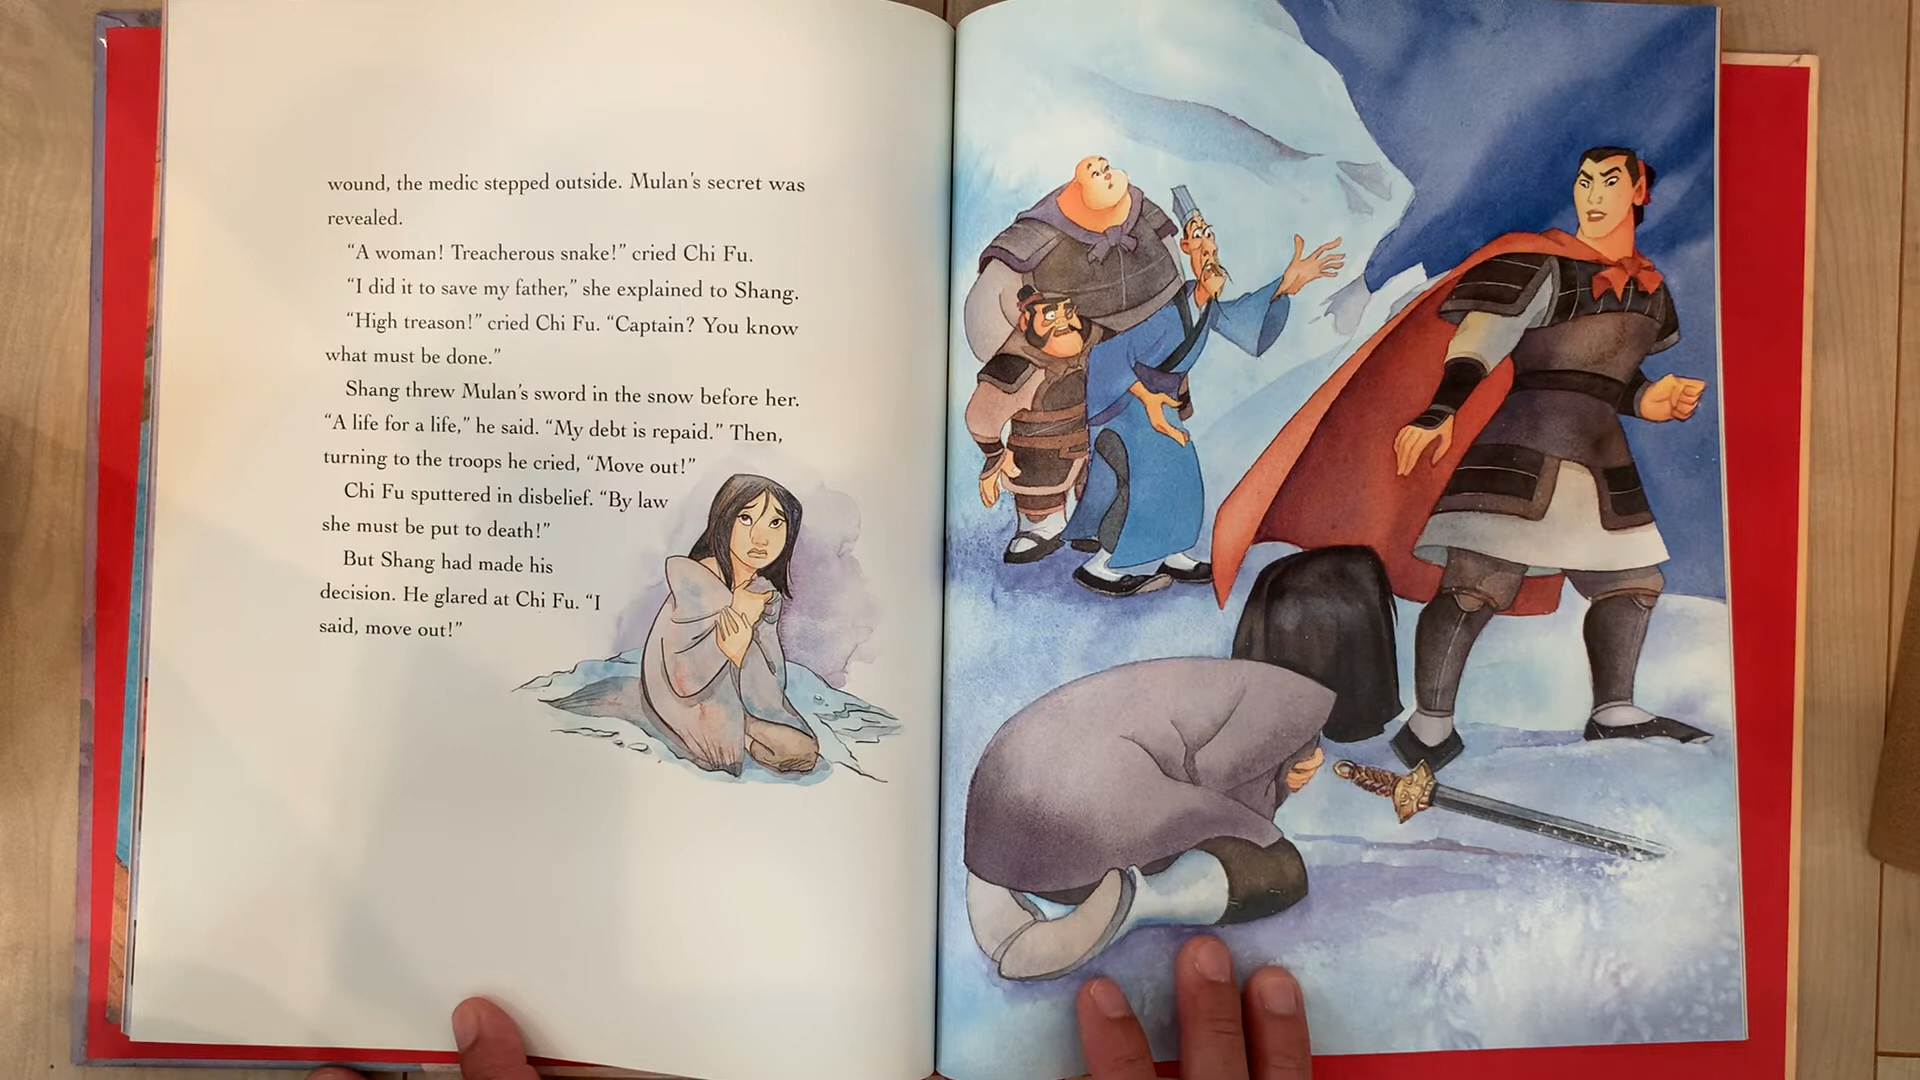 wound, the medic stepped outside. Mulan’s secret was
revealed.
“A woman! Treacherous snake!” cried Chi Fu.
“I did it to save my father,” she explained to Shang.
“High treason!” cried Chi Fu. “Captain? You know
what must be done.”
Shang threw Mulan’s sword in the snow before her.
“A life for a life,” he said. “My debt is repaid.” Then,
turning to the troops he cried, “Move out!”
Chi Fu sputtered in disbelief. “By law
she must be put to death!”
But Shang had made his
decision. He glared at Chi Fu. “I
said, move out!”